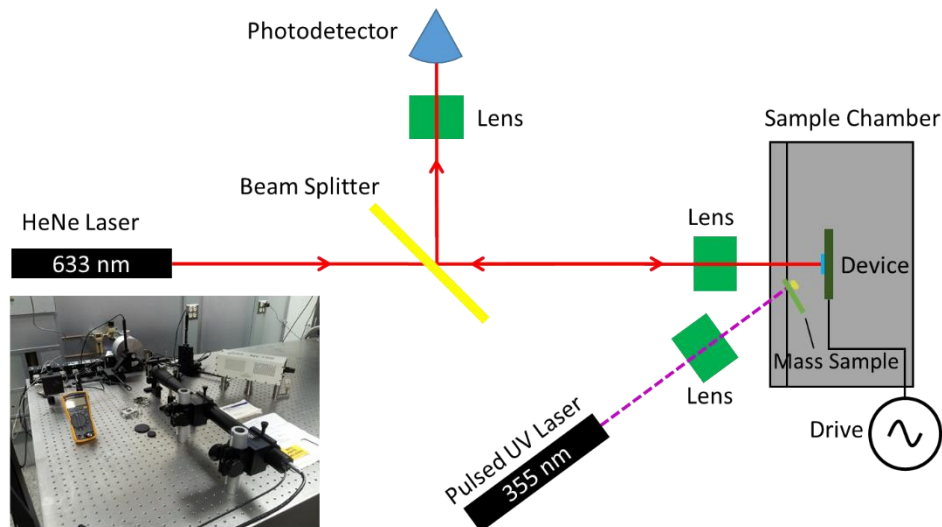 Photodetector
Lens
Sample Chamber
Beam Splitter
HeNe Laser
633 nm
Lens
Device
Mass Sample
Lens
Pulsed UV Laser
355 nm
Drive